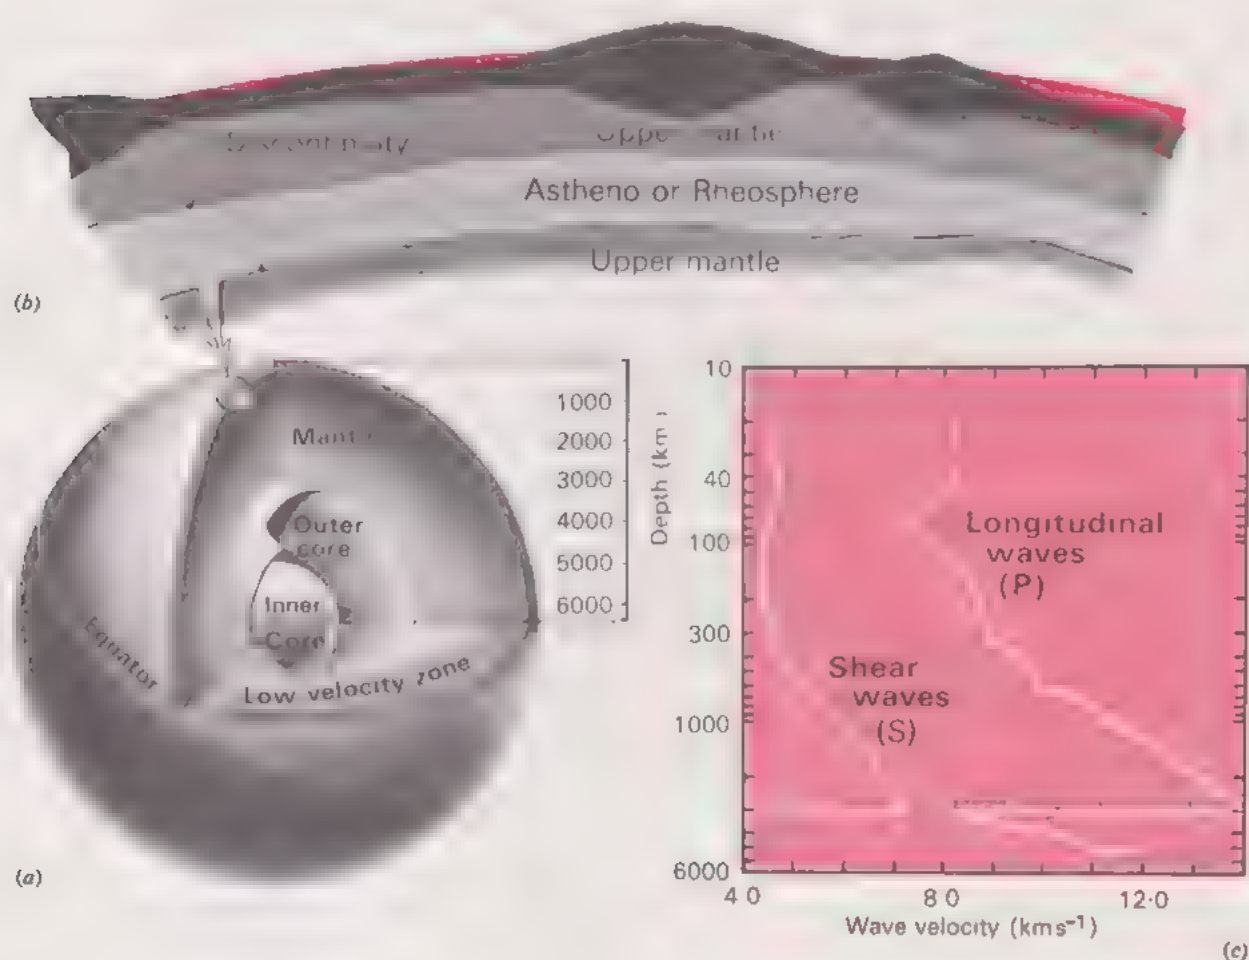 Upper mantle
Astheno or Rheosphere
Upper mantle
(b)
1000
2000
3000
4000
5000
6000
Depth (km)
Outer
core
Inner
Core
Equator
Low velocity zone
(a)
10
40
100
300
1000
6000
Longitudinal
waves
(P)
Shear
waves
(S)
4 0
8 0
12·0
Wave velocity (kms⁻¹)
(c)